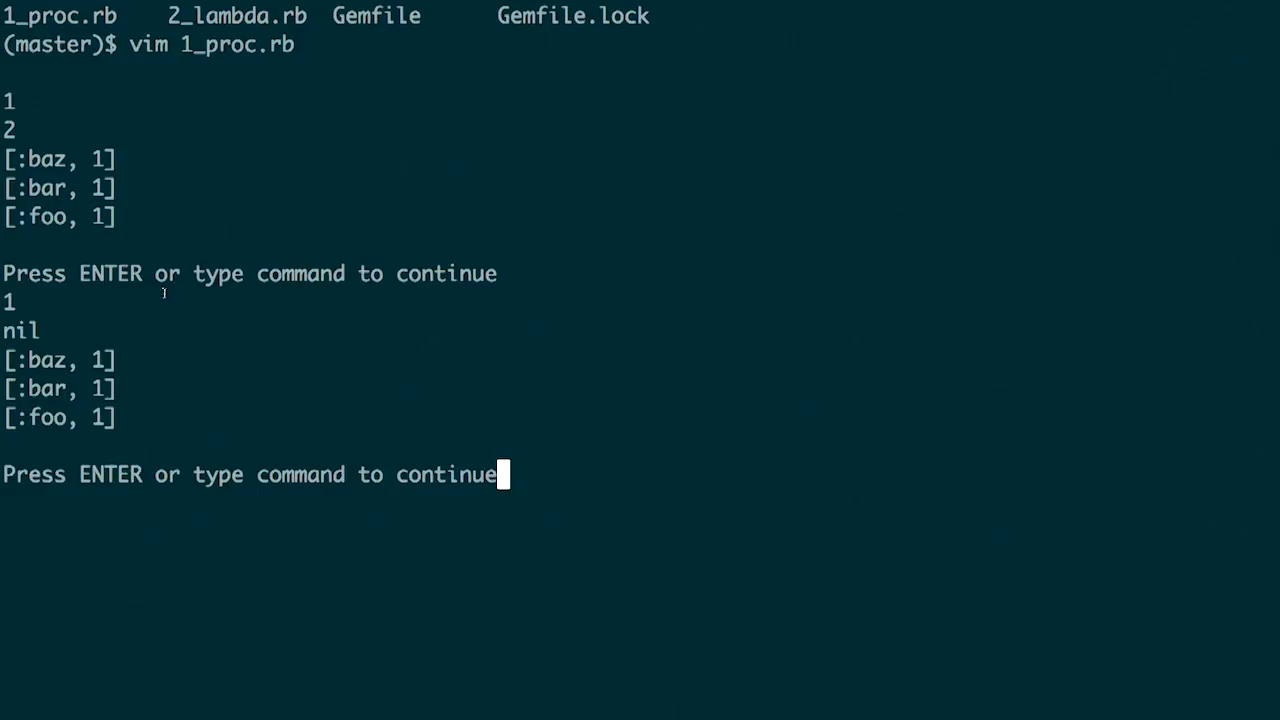 1_proc.rb 2_lambda.rb Gemfile Gemfile.lock
(master)$ vim 1_proc.rb
1
2
[:baz, 1]
[:bar, 1]
[:foo, 1]
Press ENTER or type command to continue
1
nil
[:baz, 1]
[:bar, 1]
[:foo, 1]
Press ENTER or type command to continue